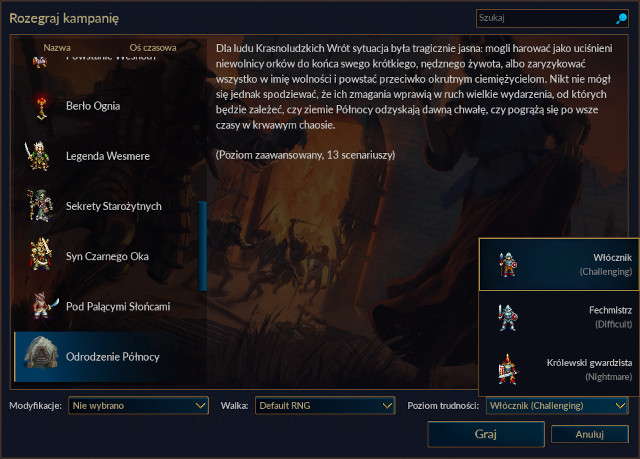 Rozegraj kampanię
Szukaj
Nazwa
Oś czasowa
Powstanie Wesnoth
Berło Ognia
Legenda Wesmere
Sekrety Starożytnych
Syn Czarnego Oka
Pod Palącymi Słońcami
Odrodzenie Północy
Dla ludu Krasnoludzkich Wrót sytuacja była tragicznie jasna: mogli harować jako uciśnieni
niewolnicy orków do końca swego krótkiego, nędznego żywota, albo zaryzykować
wszystko w imię wolności i powstać przeciwko okrutnym ciemiężycielom. Nikt nie mógł
się jednak spodziewać, że ich zmagania wprawią w ruch wielkie wydarzenia, od których
będzie zależeć, czy ziemie Północy odzyskają dawną chwałę, czy pogrążą się po wsze
czasy w krwawym chaosie.
(Poziom zaawansowany, 13 scenariuszy)
Włócznik
(Challenging)
Fechmistrz
(Difficult)
Królewski gwardzista
(Nightmare)
Modyfikacje:
Nie wybrano
Walka:
Default RNG
Poziom trudności:
Włócznik (Challenging)
Graj
Anuluj